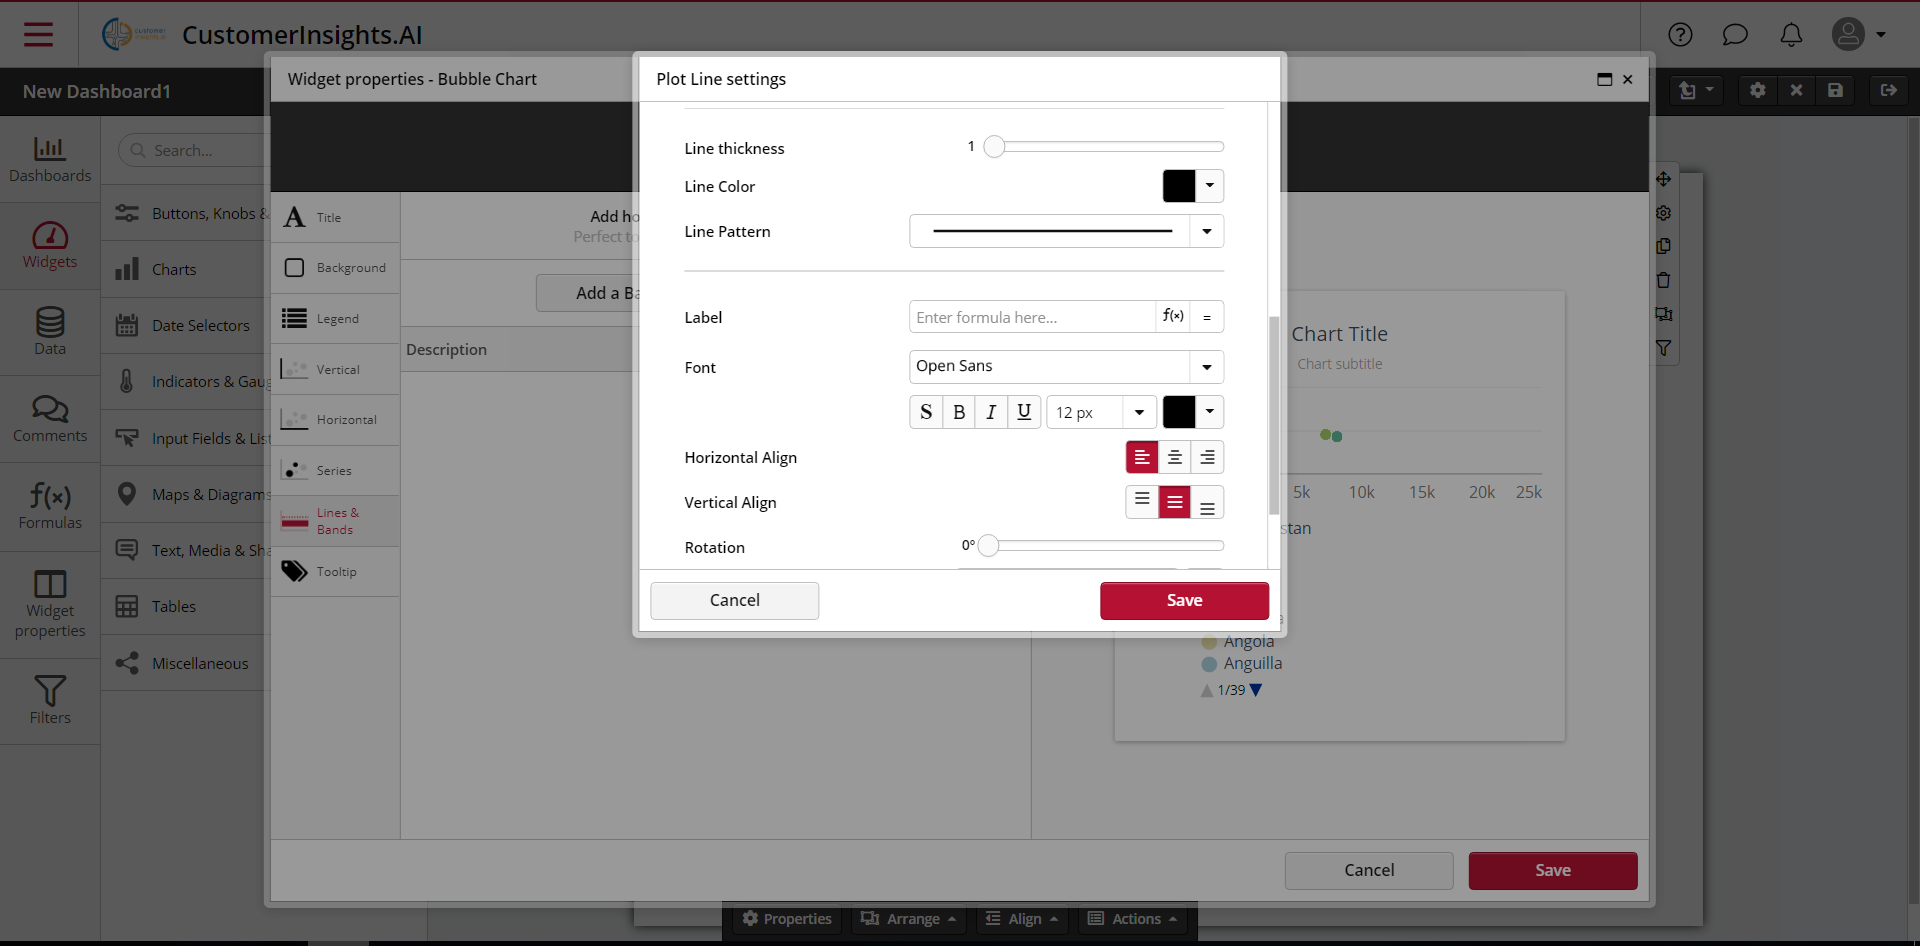 CustomerInsights.AI
New Dashboard1
Dashboards
Widgets
Data
Comments
f(x)
Formulas
Widget
properties
Filters
Search...
Buttons, Knobs &
Charts
Date Selectors
Indicators & Gau
Input Fields & Lis
Maps & Diagrams
Text, Media & Sha
Tables
Miscellaneous
Widget properties - Bubble Chart
Title
Background
Legend
Vertical
Horizontal
Series
Lines &
Bands
Tooltip
Add ho
Perfect to
Add a Ba
Description
Plot Line settings
Line thickness 1
Line Color
Line Pattern
Label Enter formula here... f(x) =
Font Open Sans
S B I U 12 px
Horizontal Align
Vertical Align
Rotation 0°
Cancel Save
Chart Title
Chart subtitle
5k 10k 15k 20k 25k
stan
Angola
Anguilla
1/39
Cancel Save
Properties Arrange Align Actions